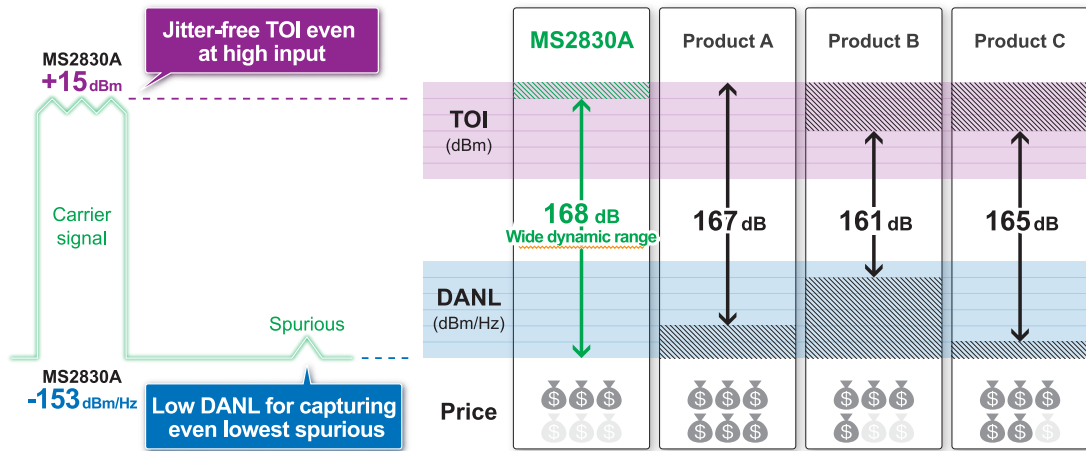 Jitter-free TOI even
at high input
MS2830A
+15 dBm
Carrier
signal
Spurious
MS2830A
-153 dBm/Hz
Low DANL for capturing
even lowest spurious
MS2830A
Product A
Product B
Product C
TOI
(dBm)
168 dB
Wide dynamic range
167 dB
161 dB
165 dB
DANL
(dBm/Hz)
Price
$ $ $ $ $ $ $ $ $ $ $ $
$ $ $ $ $ $ $ $ $ $ $ $